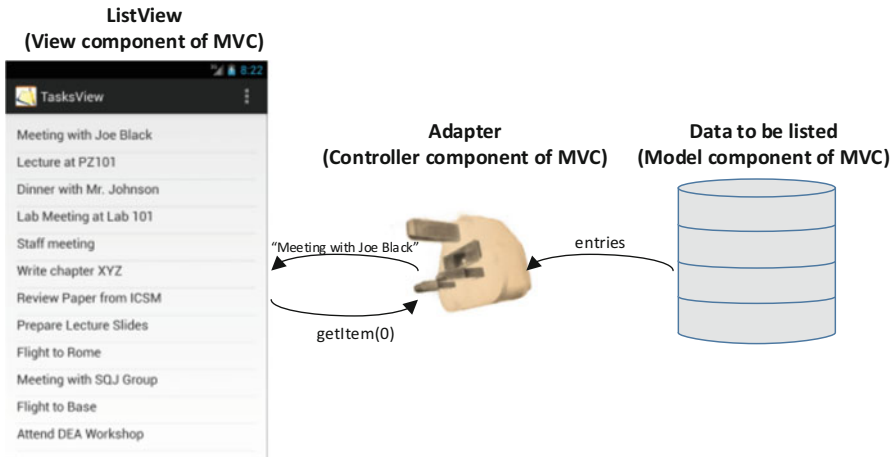 ListView
(View component of MVC)
8:22
TasksView
Meeting with Joe Black
Lecture at PZ101
Dinner with Mr. Johnson
Lab Meeting at Lab 101
Staff meeting
Write chapter XYZ
Review Paper from ICSM
Prepare Lecture Slides
Flight to Rome
Meeting with SQJ Group
Flight to Base
Attend DEA Workshop
Adapter
(Controller component of MVC)
"Meeting with Joe Black"
getItem(0)
Data to be listed
(Model component of MVC)
entries